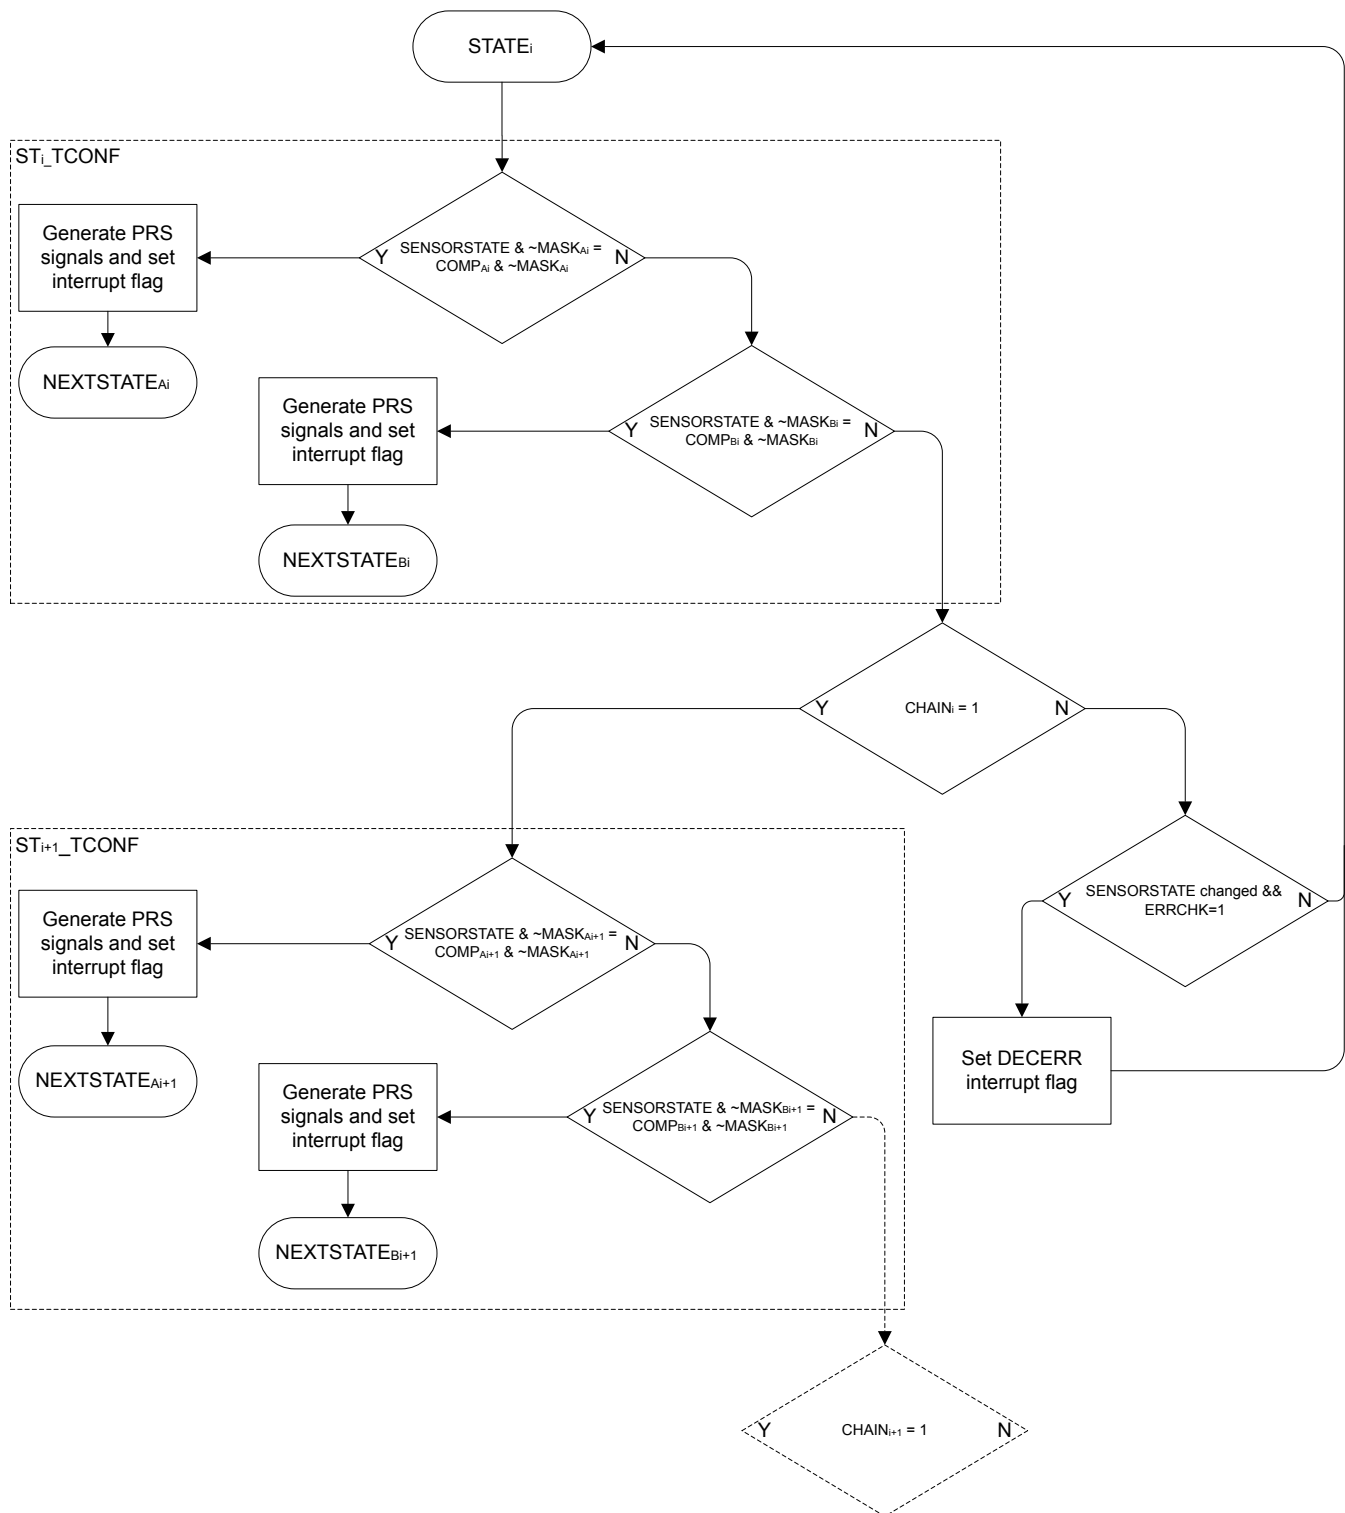 STATEi
STi_TCONF
Generate PRS
signals and set
interrupt flag
Y
SENSORSTATE & ~MASKAi =
COMPAi & ~MASKAi
N
NEXTSTATEAi
Generate PRS
signals and set
interrupt flag
Y
SENSORSTATE & ~MASKBi =
COMPBi & ~MASKBi
N
NEXTSTATEBi
Y
CHAINi = 1
N
STi+1_TCONF
Y
SENSORSTATE changed &&
ERRCHK=1
N
Generate PRS
signals and set
interrupt flag
Y
SENSORSTATE & ~MASKAi+1 =
COMPAi+1 & ~MASKAi+1
N
Set DECERR
interrupt flag
NEXTSTATEAi+1
Generate PRS
signals and set
interrupt flag
Y
SENSORSTATE & ~MASKBi+1 =
COMPBi+1 & ~MASKBi+1
N
NEXTSTATEBi+1
Y
CHAINi+1 = 1
N